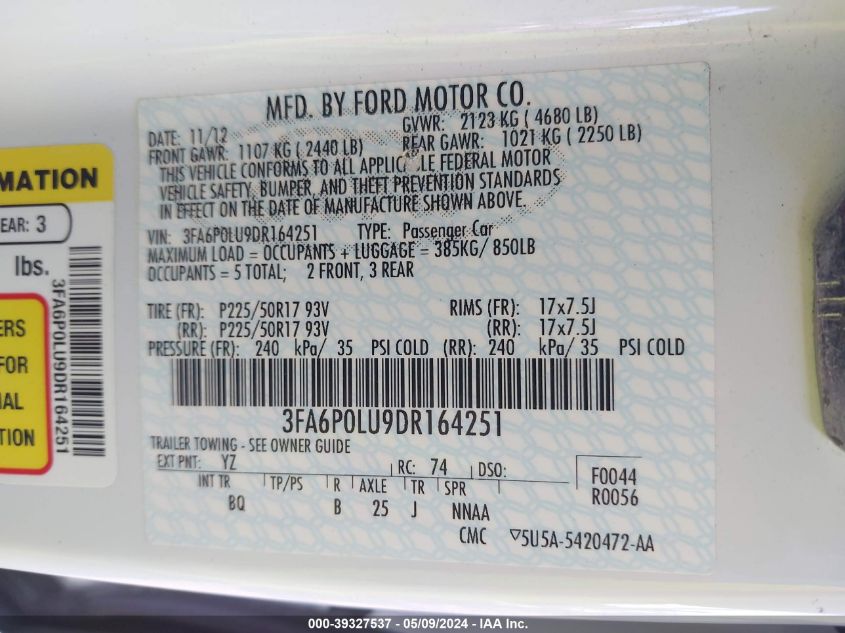 MFD. BY FORD MOTOR CO.
DATE: 11/12 GVWR: 2123 KG ( 4680 LB)
FRONT GAWR: 1107 KG ( 2440 LB) REAR GAWR: 1021 KG ( 2250 LB)
THIS VEHICLE CONFORMS TO ALL APPLIC LE FEDERAL MOTOR
VEHICLE SAFETY, BUMPER, AND THEFT PREVENTION STANDARDS
IN EFFECT ON THE DATE OF MANUFACTURE SHOWN ABOVE.
VIN: 3FA6P0LU9DR164251 TYPE: Passenger Car
MAXIMUM LOAD = OCCUPANTS + LUGGAGE = 385KG/ 850LB
OCCUPANTS = 5 TOTAL; 2 FRONT, 3 REAR
TIRE (FR): P225/50R17 93V RIMS (FR): 17x7.5J
(RR): P225/50R17 93V (RR): 17x7.5J
PRESSURE (FR): 240 kPa/ 35 PSI COLD (RR): 240 kPa/ 35 PSI COLD
3FA6P0LU9DR164251
TRAILER TOWING - SEE OWNER GUIDE
EXT PNT: YZ RC: 74 DSO:
INT TR TP/PS R AXLE TR SPR
BQ B 25 J NNAA
F0044
R0056
CMC ▽5U5A-5420472-AA
MATION
EAR: 3
lbs.
3FA6P0LU9DR164251
ERS
FOR
IAL
TION
000-39327537 - 05/09/2024 - IAA Inc.